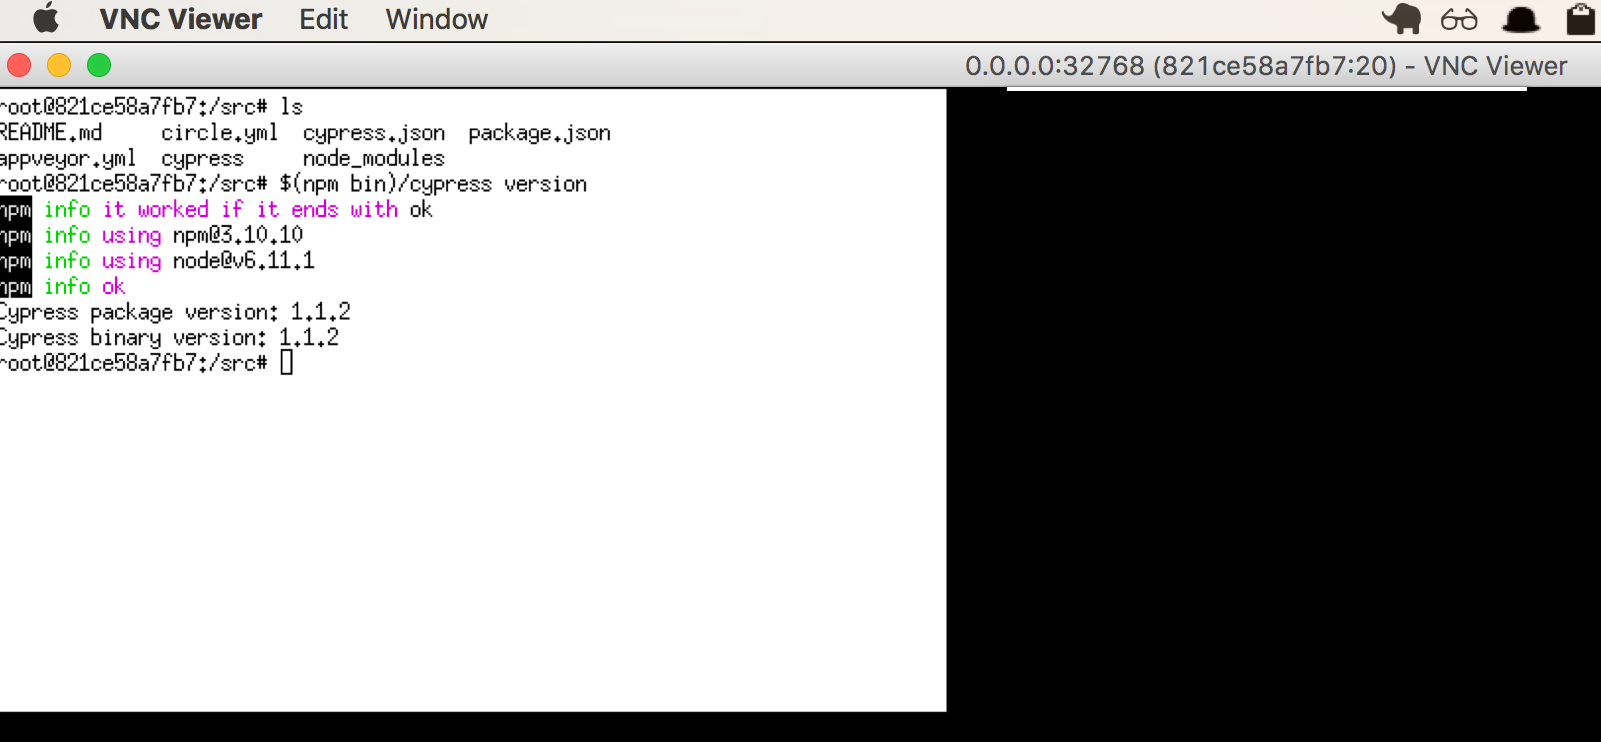 VNC Viewer Edit Window
0.0.0.0:32768 (821ce58a7fb7:20) - VNC Viewer
root@821ce58a7fb7:/src# ls
README.md circle.yml cypress.json package.json
appveyor.yml cypress node_modules
root@821ce58a7fb7:/src# $(npm bin)/cypress version
npm info it worked if it ends with ok
npm info using npm@3.10.10
npm info using node@v6.11.1
npm info ok
Cypress package version: 1.1.2
Cypress binary version: 1.1.2
root@821ce58a7fb7:/src#